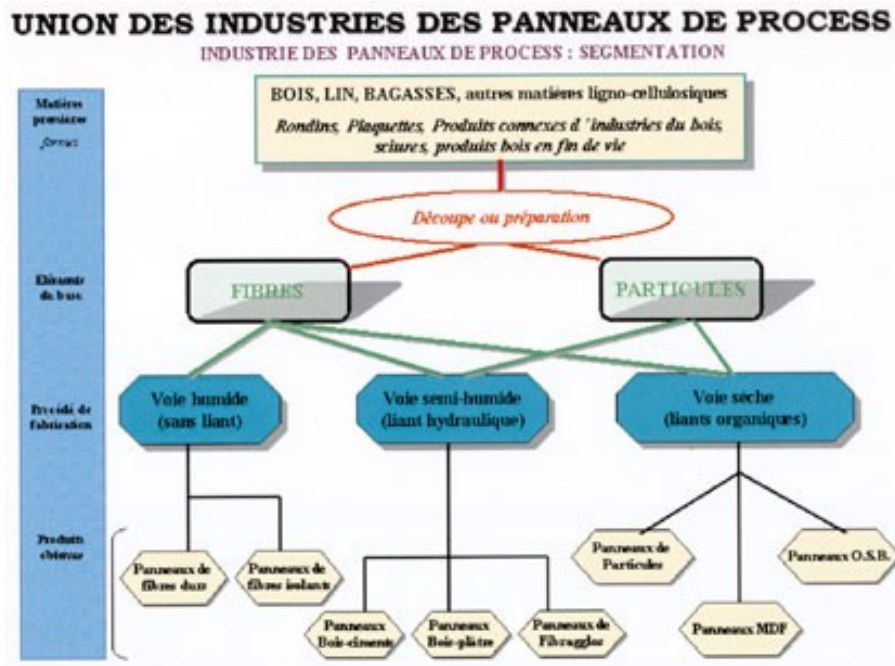 UNION DES INDUSTRIES DES PANNEAUX DE PROCESS
INDUSTRIE DES PANNEAUX DE PROCESS : SEGMENTATION
Matières
premières
formes
BOIS, LIN, BAGASSES, autres matières ligno-cellulosiques
Rondins, Plaquettes, Produits connexes d ’industries du bois,
sciures, produits bois en fin de vie
Découpe ou préparation
Eléments
de base
FIBRES
PARTICULES
Procédé de
fabrication
Voie humide
(sans liant)
Voie semi-humide
(liant hydraulique)
Voie sèche
(liants organiques)
Produits
obtenus
Panneaux de
fibres durs
Panneaux de
fibres isolants
Panneaux
Bois-ciments
Panneaux
Bois-plâtre
Panneaux de
Fibragglos
Panneaux de
Particules
Panneaux MDF
Panneaux O.S.B.